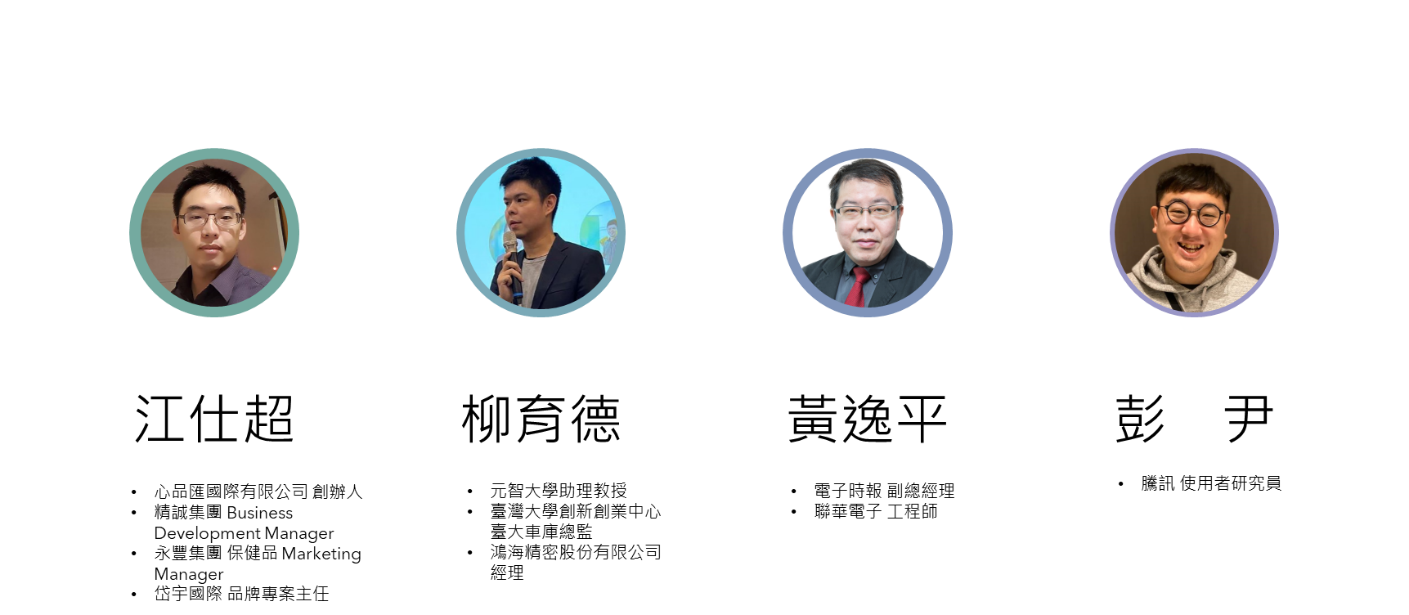 江仕超
• 心品匯國際有限公司 創辦人
• 精誠集團 Business
Development Manager
• 永豐集團 保健品 Marketing
Manager
• 岱宇國際 品牌專案主任
柳育德
• 元智大學助理教授
• 臺灣大學創新創業中心
臺大車庫總監
• 鴻海精密股份有限公司
經理
黃逸平
• 電子時報 副總經理
• 聯華電子 工程師
彭 尹
• 騰訊 使用者研究員